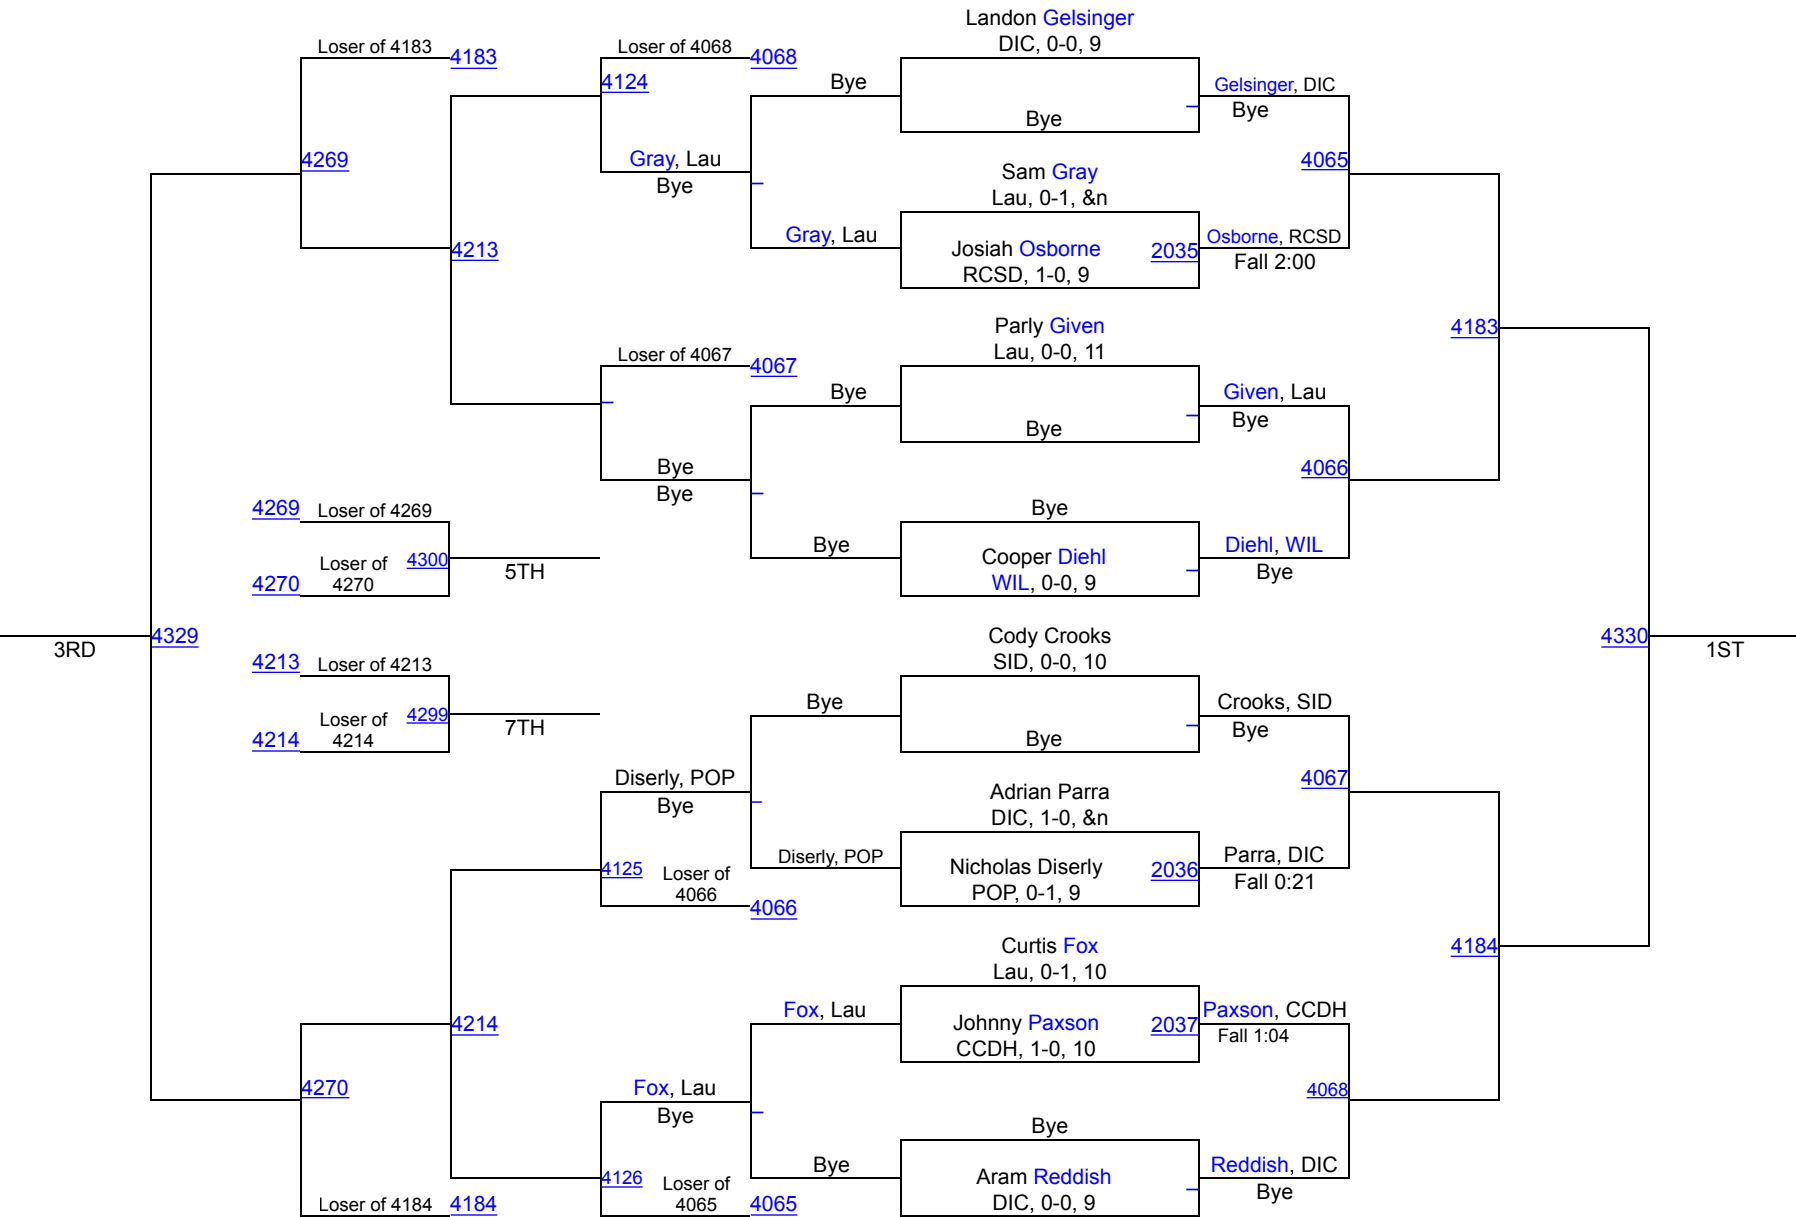 Landon Gelsinger
DIC, 0-0, 9
Loser of 4183
4183
Loser of 4068
4068
4124
Bye
Gelsinger, DIC
Bye
Bye
4269
Gray, Lau
Bye
Sam Gray
Lau, 0-1, &n
4065
4213
Gray, Lau
Josiah Osborne
RCSD, 1-0, 9
2035
Osborne, RCSD
Fall 2:00
Parly Given
Lau, 0-0, 11
4183
Loser of 4067
4067
Bye
Given, Lau
Bye
Bye
Bye
Bye
4066
4269
Loser of 4269
Bye
Bye
Cooper Diehl
WIL, 0-0, 9
Diehl, WIL
Bye
Loser of
4270
4300
4270
5TH
3RD
4329
Cody Crooks
SID, 0-0, 10
4330
1ST
4213
Loser of 4213
Loser of
4214
4299
4214
7TH
Bye
Crooks, SID
Bye
Bye
Diserly, POP
Bye
Adrian Parra
DIC, 1-0, &n
4067
4125
Loser of
4066
4066
Diserly, POP
Nicholas Diserly
POP, 0-1, 9
2036
Parra, DIC
Fall 0:21
Curtis Fox
Lau, 0-1, 10
4184
4214
Fox, Lau
Johnny Paxson
CCDH, 1-0, 10
2037
Paxson, CCDH
Fall 1:04
4270
Fox, Lau
Bye
4068
Bye
4126
Loser of
4065
4065
Bye
Aram Reddish
DIC, 0-0, 9
Reddish, DIC
Bye
Loser of 4184
4184